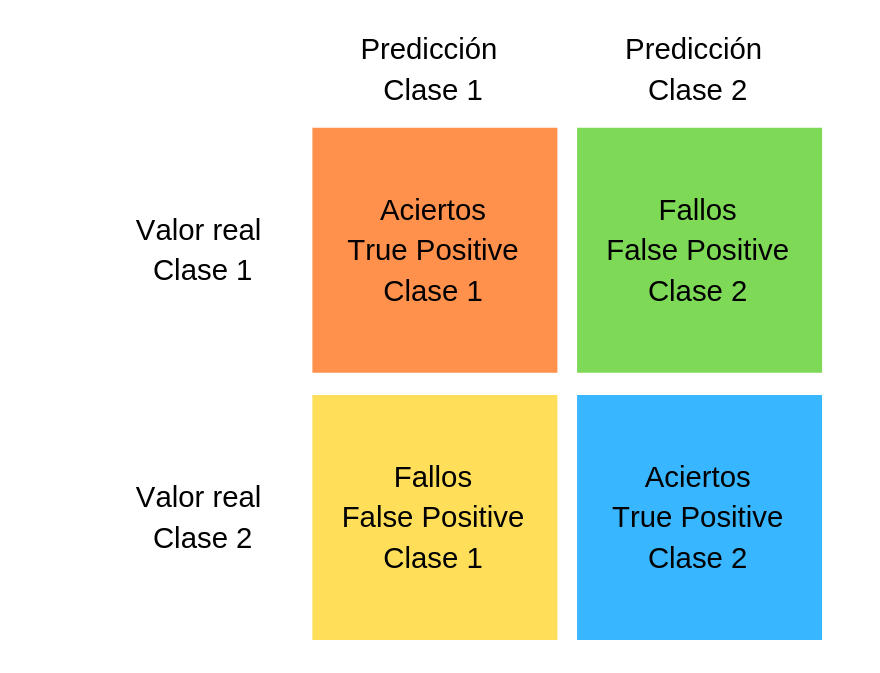 Predicción
Clase 1
Predicción
Clase 2
Valor real
Clase 1
Aciertos
True Positive
Clase 1
Fallos
False Positive
Clase 2
Valor real
Clase 2
Fallos
False Positive
Clase 1
Aciertos
True Positive
Clase 2